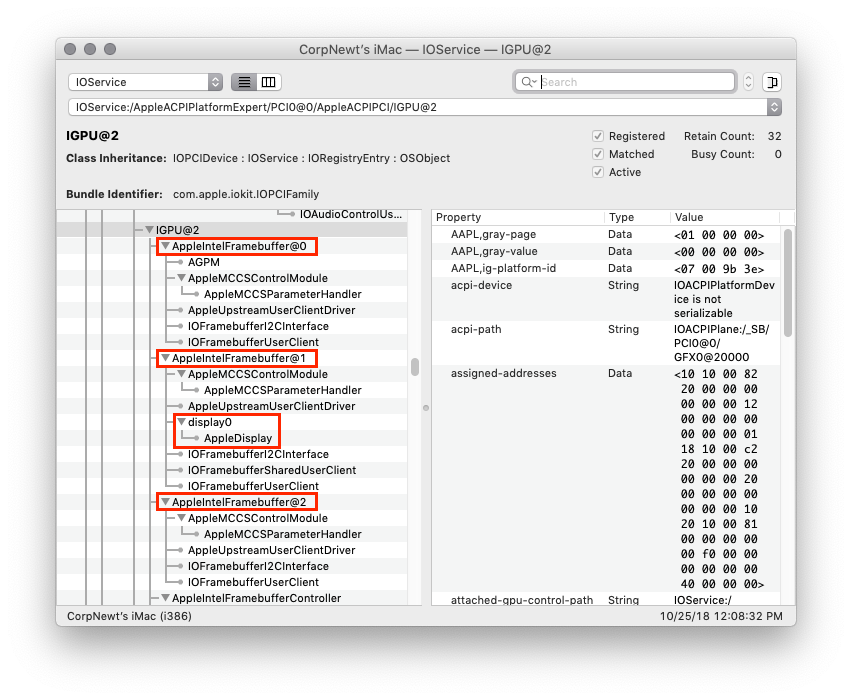 CorpNewt's iMac — IOService — IGPU@2
IOService
Search
IOService:/AppleACPIPlatformExpert/PCI0@0/AppleACPIPCI/IGPU@2
IGPU@2
Class Inheritance: IOPCIDevice : IOService : IORegistryEntry : OSObject
Bundle Identifier: com.apple.iokit.IOPCIFamily
Registered
Matched
Active
Retain Count: 32
Busy Count: 0
IOAudioControlUs...
IGPU@2
AppleIntelFramebuffer@0
AGPM
AppleMCCSControlModule
AppleMCCSParameterHandler
AppleUpstreamUserClientDriver
IOFramebufferI2CInterface
IOFramebufferUserClient
AppleIntelFramebuffer@1
AppleMCCSControlModule
AppleMCCSParameterHandler
AppleUpstreamUserClientDriver
display0
AppleDisplay
IOFramebufferI2CInterface
IOFramebufferSharedUserClient
IOFramebufferUserClient
AppleIntelFramebuffer@2
AppleMCCSControlModule
AppleMCCSParameterHandler
AppleUpstreamUserClientDriver
IOFramebufferI2CInterface
IOFramebufferUserClient
AppleIntelFramebufferController
Property Type Value
AAPL,gray-page Data <01 00 00 00>
AAPL,gray-value Data <00 00 00 00>
AAPL,ig-platform-id Data <07 00 9b 3e>
acpi-device String IOACPIPlatformDev
ice is not
serializable
acpi-path String IOACPIPlane:/_SB/
PCI0@0/
GFX0@20000
assigned-addresses Data <10 10 00 82
20 00 00 00
00 00 00 12
00 00 00 00
00 00 00 01
18 10 00 c2
20 00 00 00
00 00 00 20
00 00 00 00
00 00 00 10
20 10 00 81
00 00 00 00
00 f0 00 00
00 00 00 00
40 00 00 00>
attached-gpu-control-path String IOService:/
CorpNewt's iMac (i386)
10/25/18 12:08:32 PM